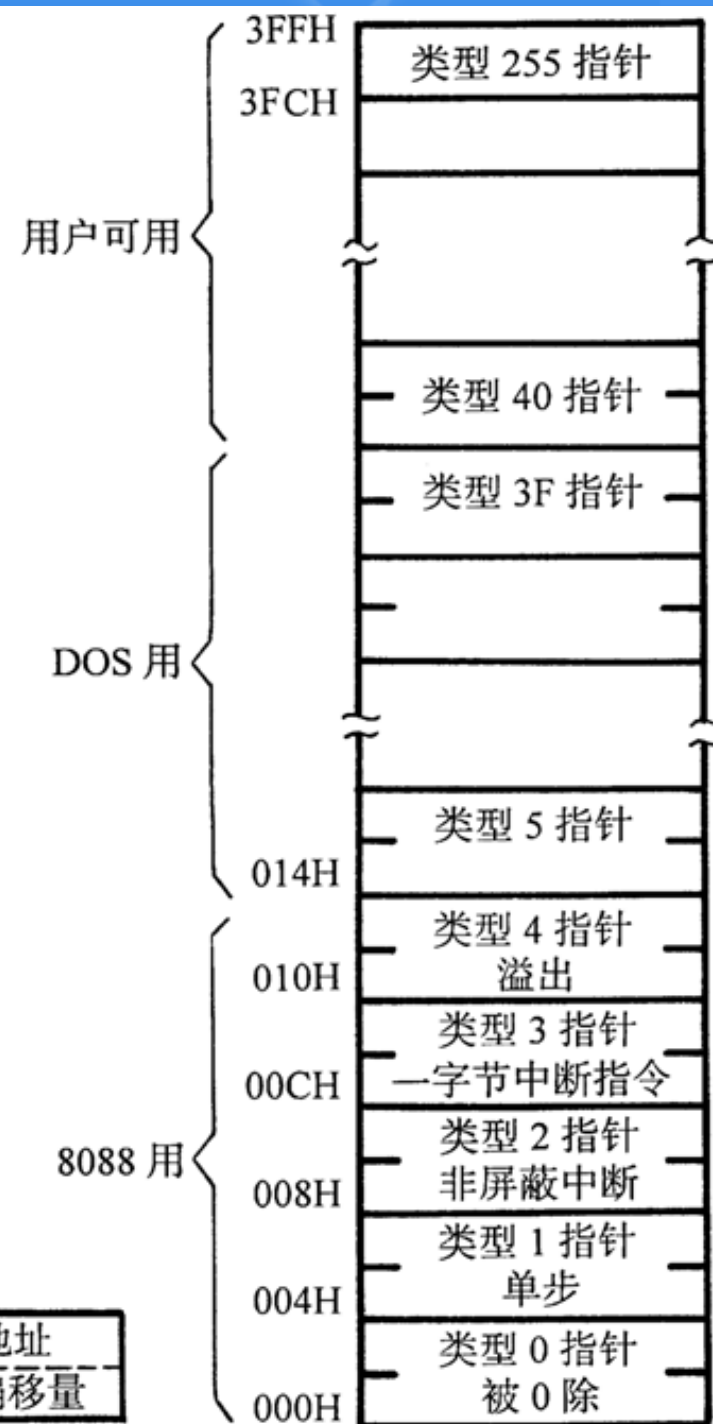 3FFH
类型 255 指针
3FCH
用户可用
类型 40 指针
类型 3F 指针
DOS 用
类型 5 指针
014H
类型 4 指针
溢出
010H
类型 3 指针
一字节中断指令
00CH
8088 用
类型 2 指针
非屏蔽中断
008H
类型 1 指针
单步
004H
类型 0 指针
被 0 除
000H
址
移量